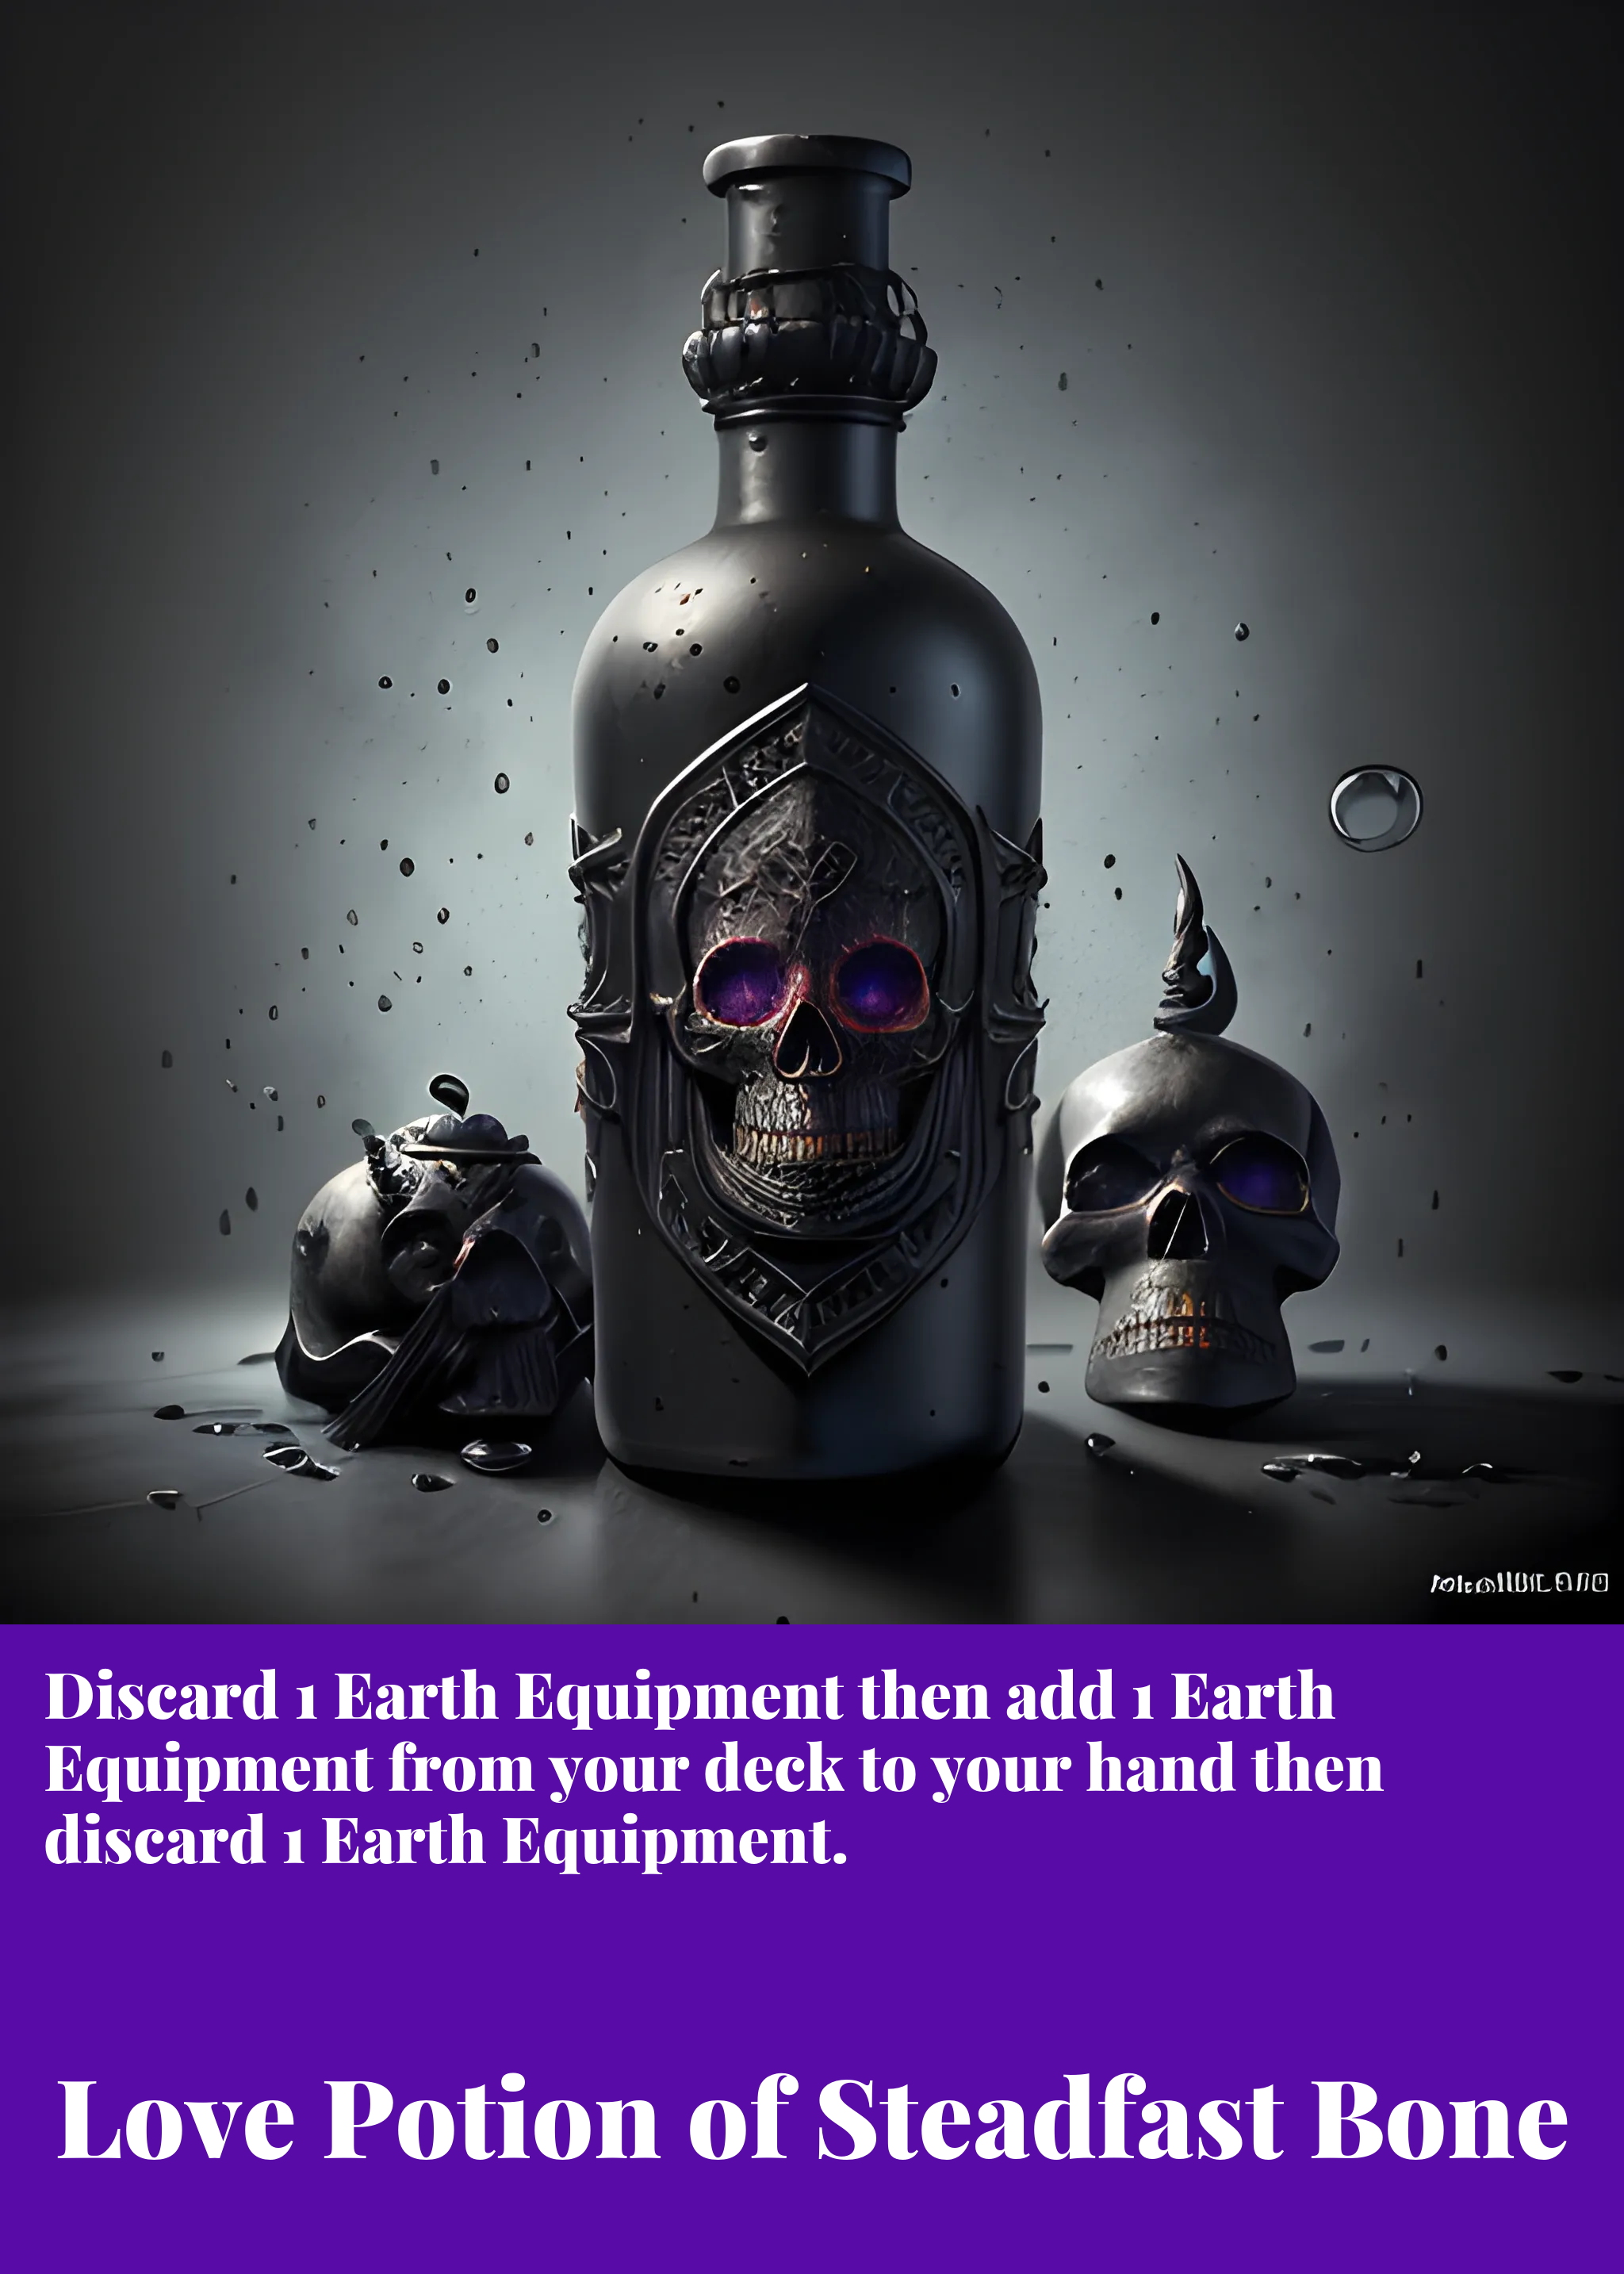 Discard 1 Earth Equipment then add 1 Earth
Equipment from your deck to your hand then
discard 1 Earth Equipment.
Love Potion of Steadfast Bone